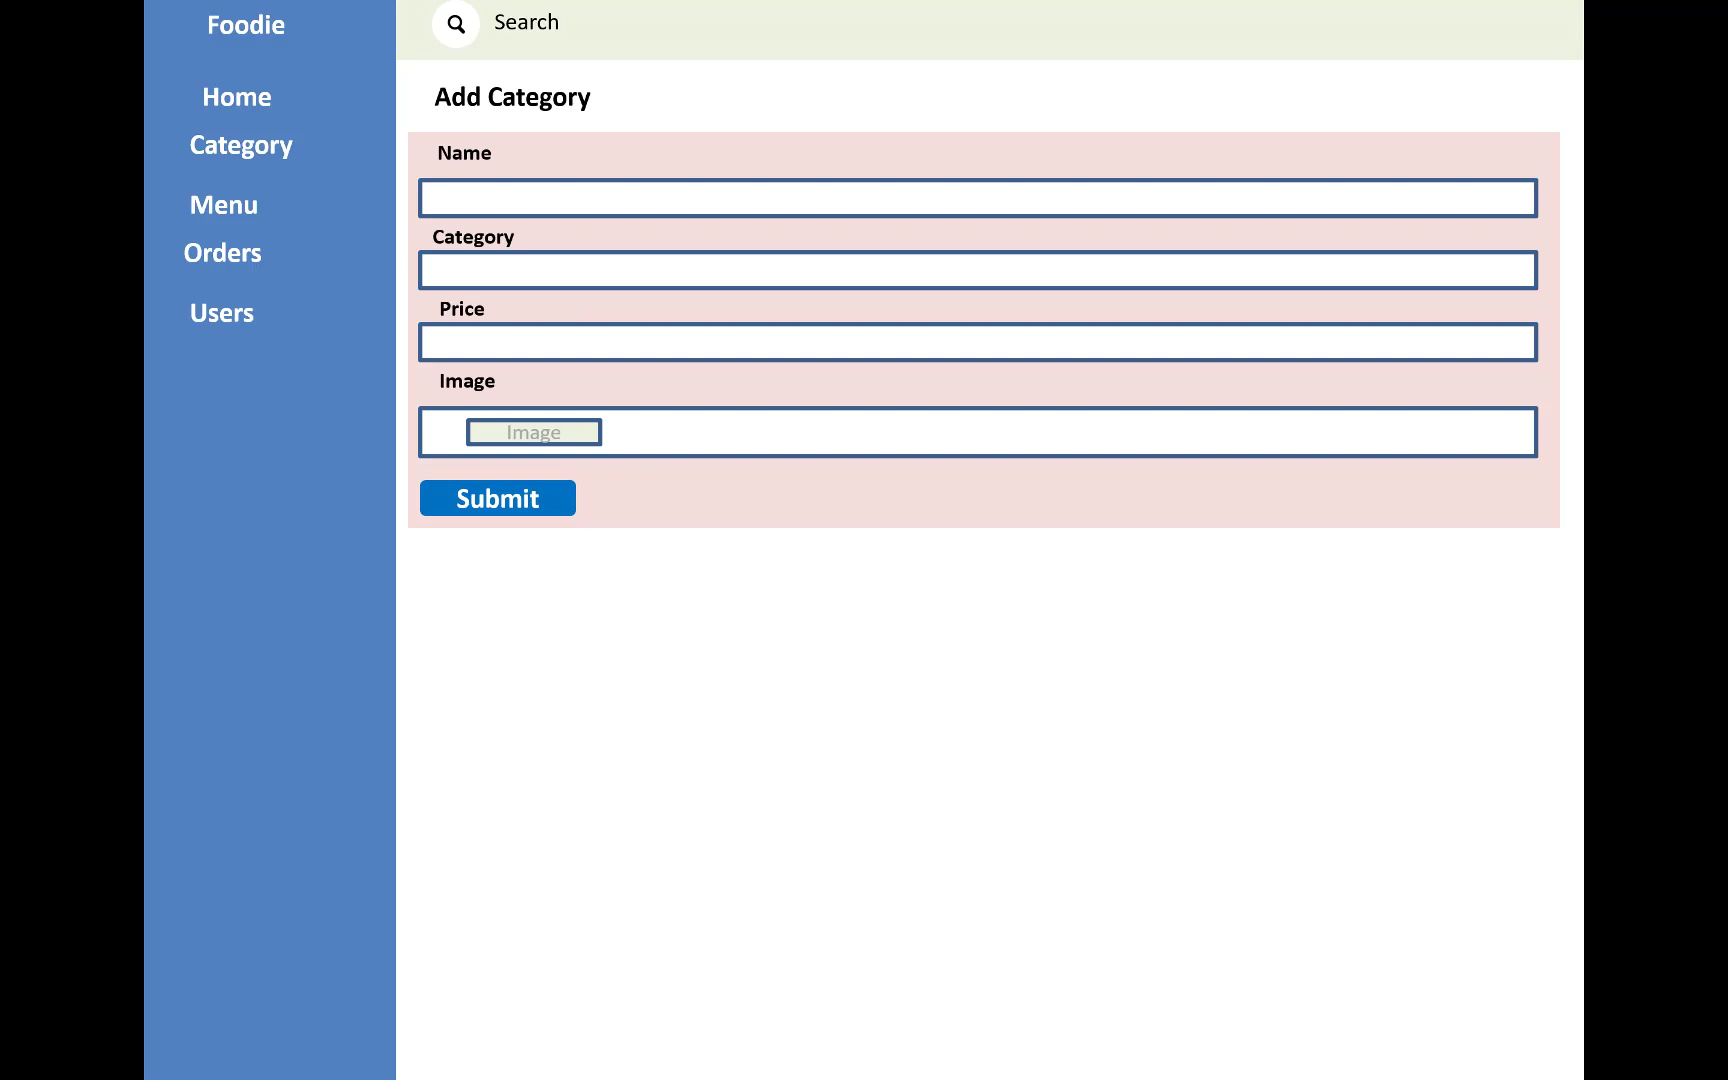 Foodie
Home
Category
Menu
Orders
Users
Search
Add Category
Name
Category
Price
Image
Image
Submit